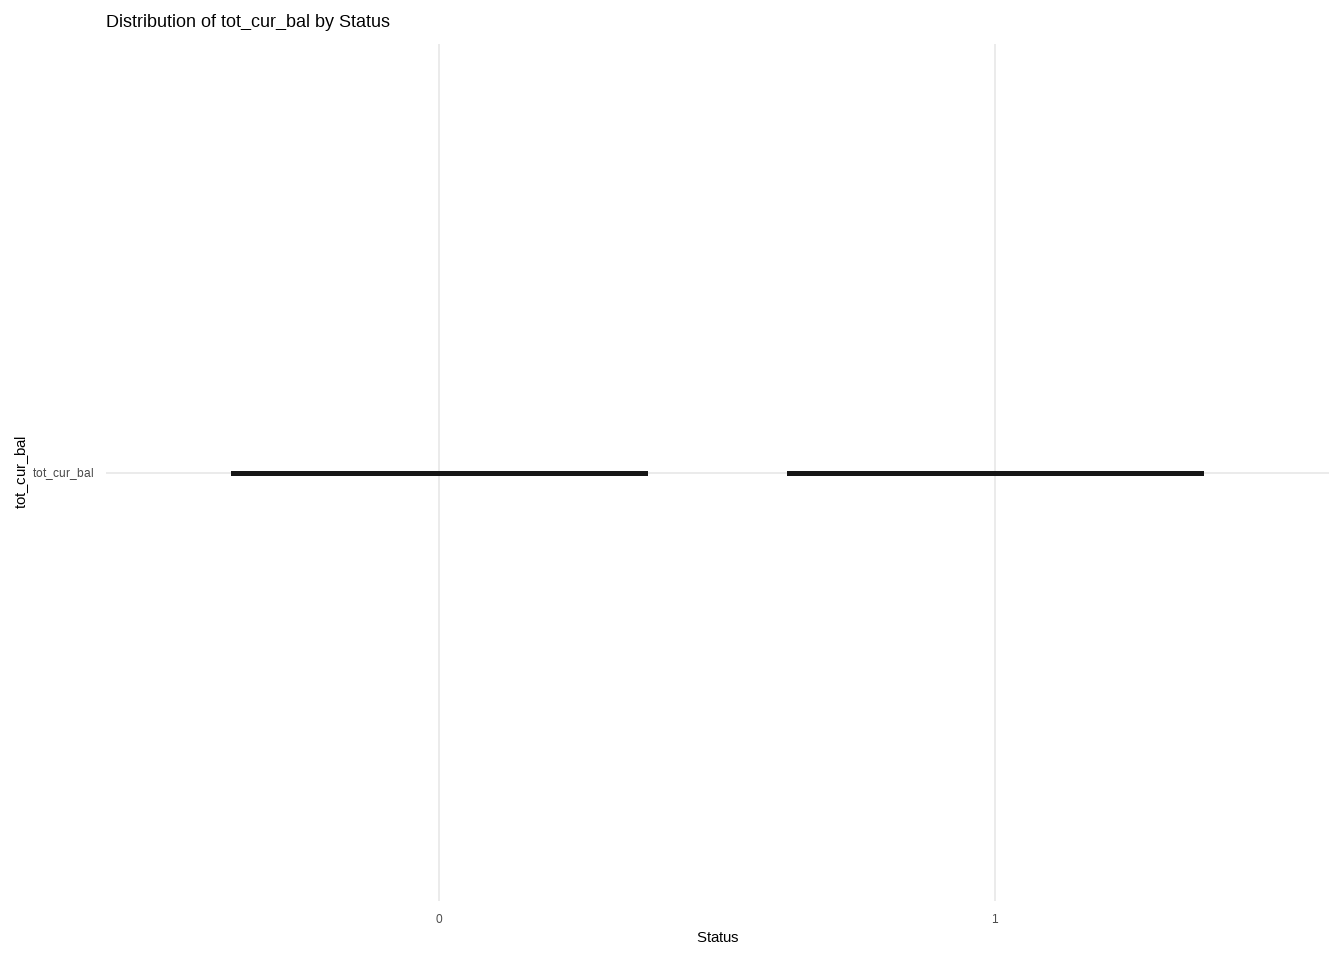 Distribution of tot_cur_bal by Status
tot_cur_bal
tot_cur_bal
0
1
Status